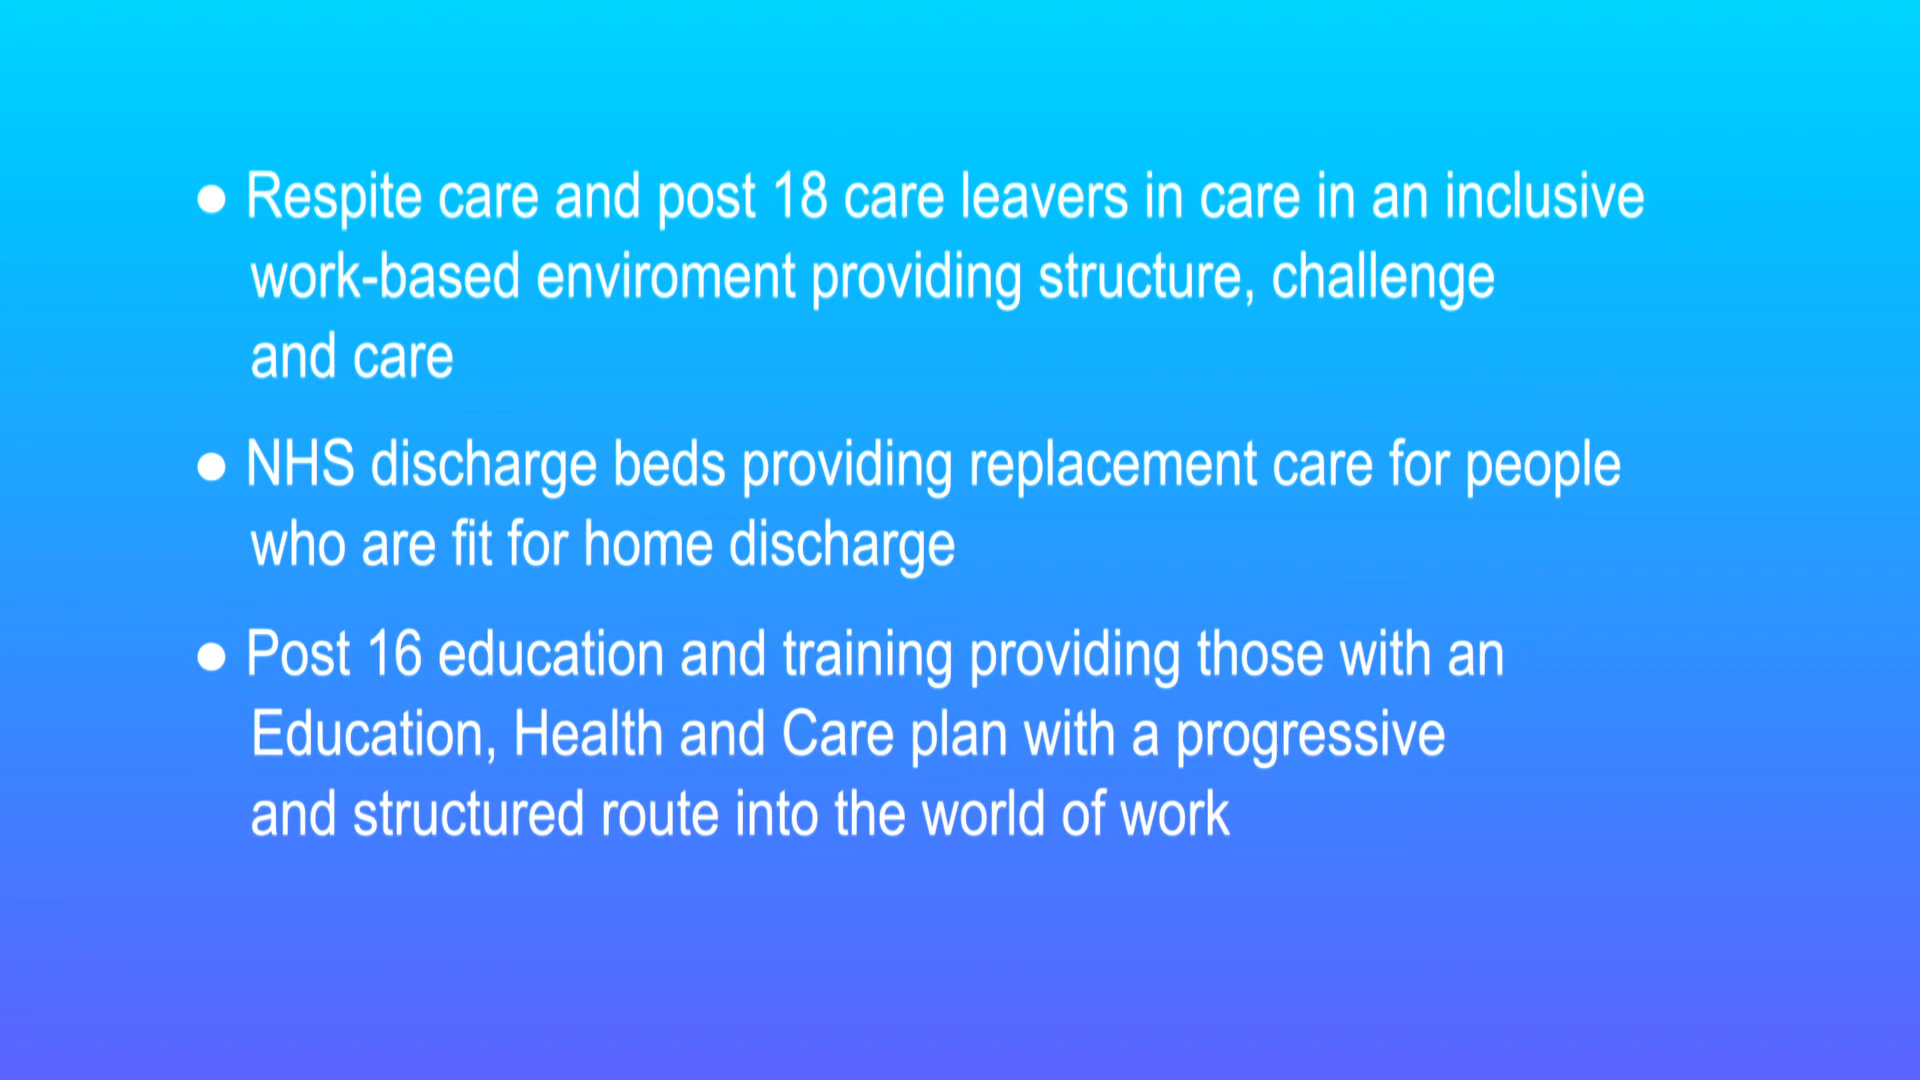 ● Respite care and post 18 care leavers in care in an inclusive
work-based enviroment providing structure, challenge
and care
● NHS discharge beds providing replacement care for people
who are fit for home discharge
● Post 16 education and training providing those with an
Education, Health and Care plan with a progressive
and structured route into the world of work